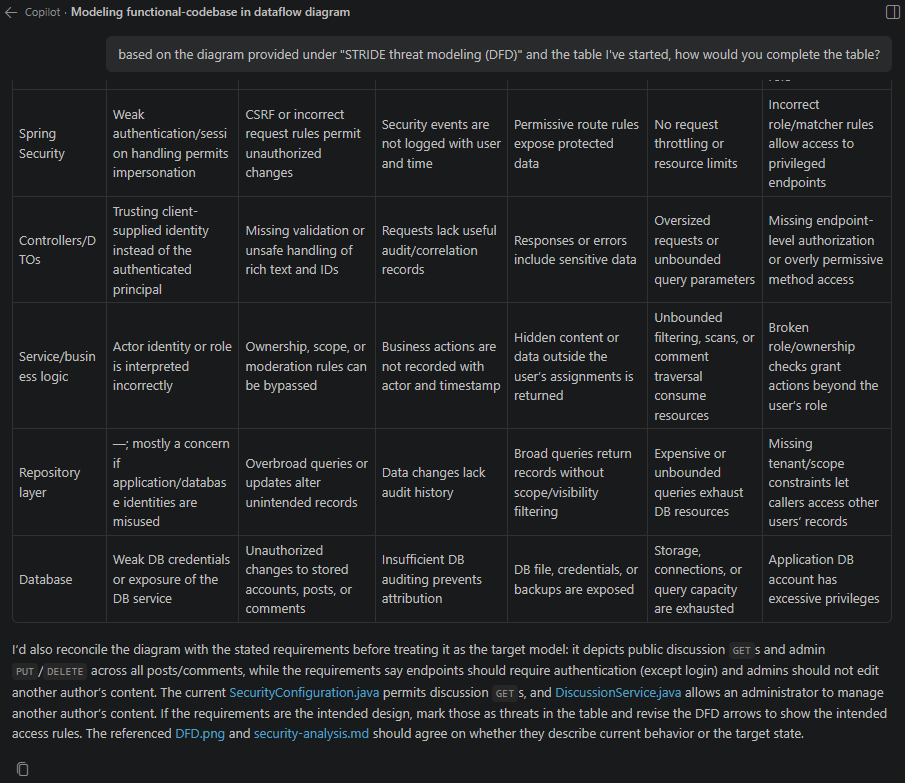 Copilot · Modeling functional-codebase in dataflow diagram
based on the diagram provided under "STRIDE threat modeling (DFD)" and the table I've started, how would you complete the table?
Spring
Security
Weak
authentication/sessi
on handling permits
impersonation
CSRF or incorrect
request rules permit
unauthorized
changes
Security events are
not logged with user
and time
Permissive route rules
expose protected
data
No request
throttling or
resource limits
Incorrect
role/matcher rules
allow access to
privileged
endpoints
Controllers/D
TOs
Trusting client-
supplied identity
instead of the
authenticated
principal
Missing validation or
unsafe handling of
rich text and IDs
Requests lack useful
audit/correlation
records
Responses or errors
include sensitive data
Oversized
requests or
unbounded
query parameters
Missing endpoint-
level authorization
or overly permissive
method access
Service/busin
ess logic
Actor identity or role
is interpreted
incorrectly
Ownership, scope, or
moderation rules can
be bypassed
Business actions are
not recorded with
actor and timestamp
Hidden content or
data outside the
user's assignments is
returned
Unbounded
filtering, scans, or
comment
traversal
consume
resources
Broken
role/ownership
checks grant
actions beyond the
user's role
Repository
layer
—; mostly a concern
if
application/databas
e identities are
misused
Overbroad queries or
updates alter
unintended records
Data changes lack
audit history
Broad queries return
records without
scope/visibility
filtering
Expensive or
unbounded
queries exhaust
DB resources
Missing
tenant/scope
constraints let
callers access other
users' records
Database
Weak DB credentials
or exposure of the
DB service
Unauthorized
changes to stored
accounts, posts, or
comments
Insufficient DB
auditing prevents
attribution
DB file, credentials, or
backups are exposed
Storage,
connections, or
query capacity
are exhausted
Application DB
account has
excessive privileges
I'd also reconcile the diagram with the stated requirements before treating it as the target model: it depicts public discussion GET s and admin
PUT / DELETE across all posts/comments, while the requirements say endpoints should require authentication (except login) and admins should not edit
another author's content. The current SecurityConfiguration.java permits discussion GET s, and DiscussionService.java allows an administrator to manage
another author's content. If the requirements are the intended design, mark those as threats in the table and revise the DFD arrows to show the intended
access rules. The referenced DFD.png and security-analysis.md should agree on whether they describe current behavior or the target state.